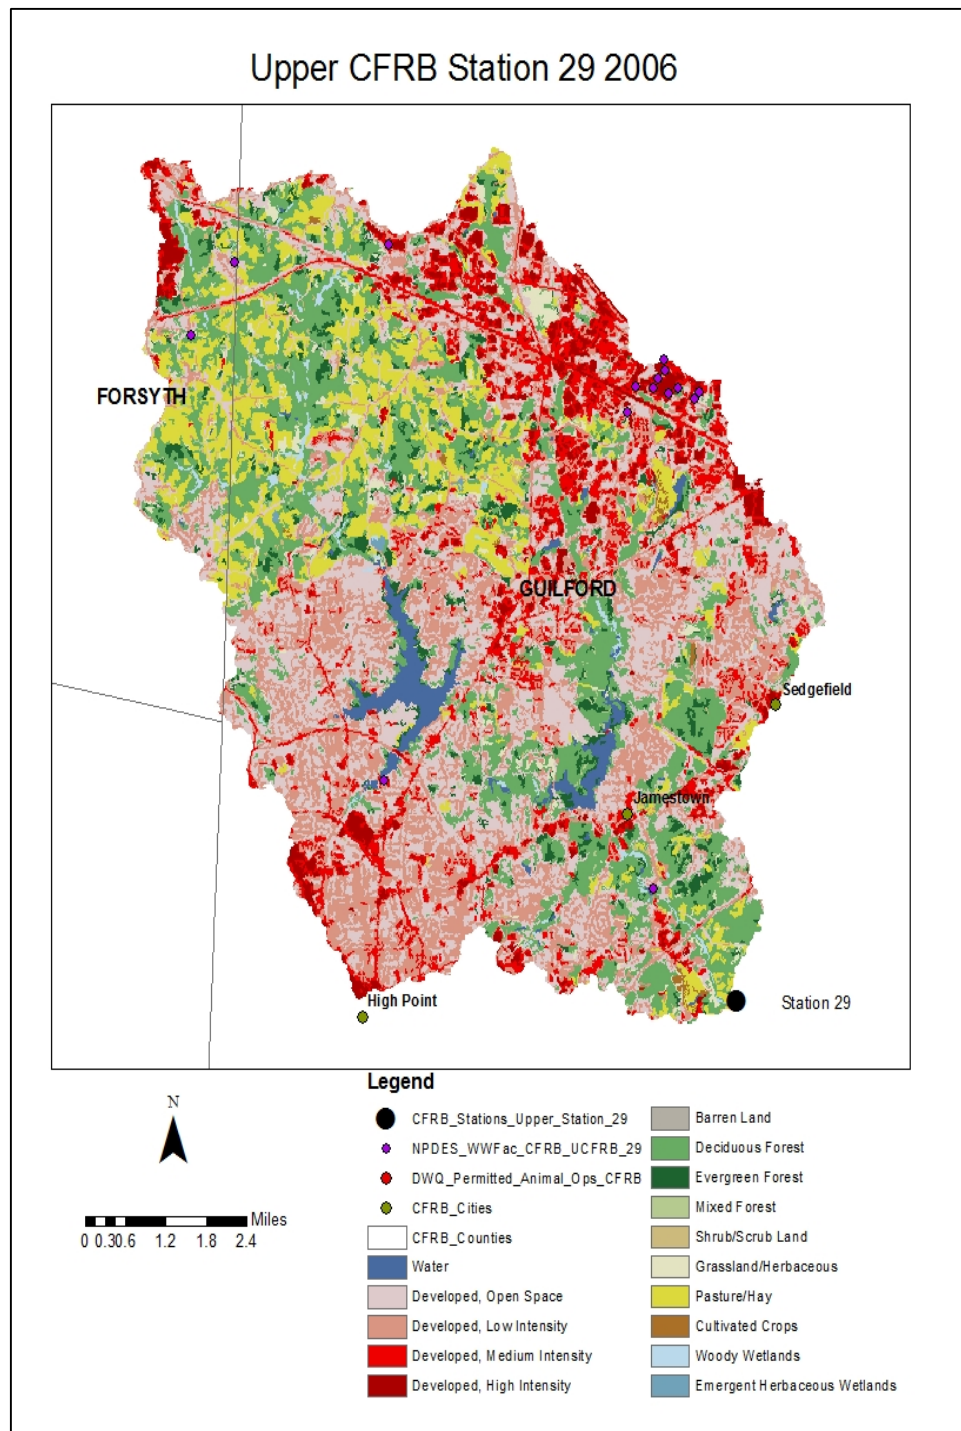 Upper CFRB Station 29 2006
FORSYTH
GUILFORD
Sedgefield
Jamestown
High Point
Station 29
Legend
N
Miles
0 0.30.6 1.2 1.8 2.4
CFRB_Stations_Upper_Station_29
NPDES_WWFac_CFRB_UCFRB_29
DWQ_Permitted_Animal_Ops_CFRB
CFRB_Cities
CFRB_Counties
Water
Developed, Open Space
Developed, Low Intensity
Developed, Medium Intensity
Developed, High Intensity
Barren Land
Deciduous Forest
Evergreen Forest
Mixed Forest
Shrub/Scrub Land
Grassland/Herbaceous
Pasture/Hay
Cultivated Crops
Woody Wetlands
Emergent Herbaceous Wetlands